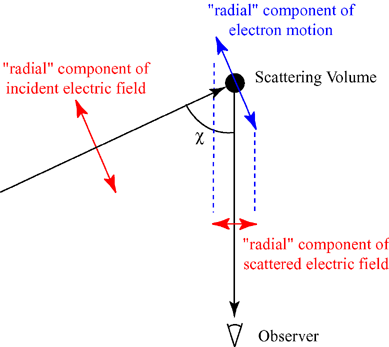 "radial" component of
electron motion
"radial" component of
incident electric field
Scattering Volume
χ
"radial" component of
scattered electric field
Observer